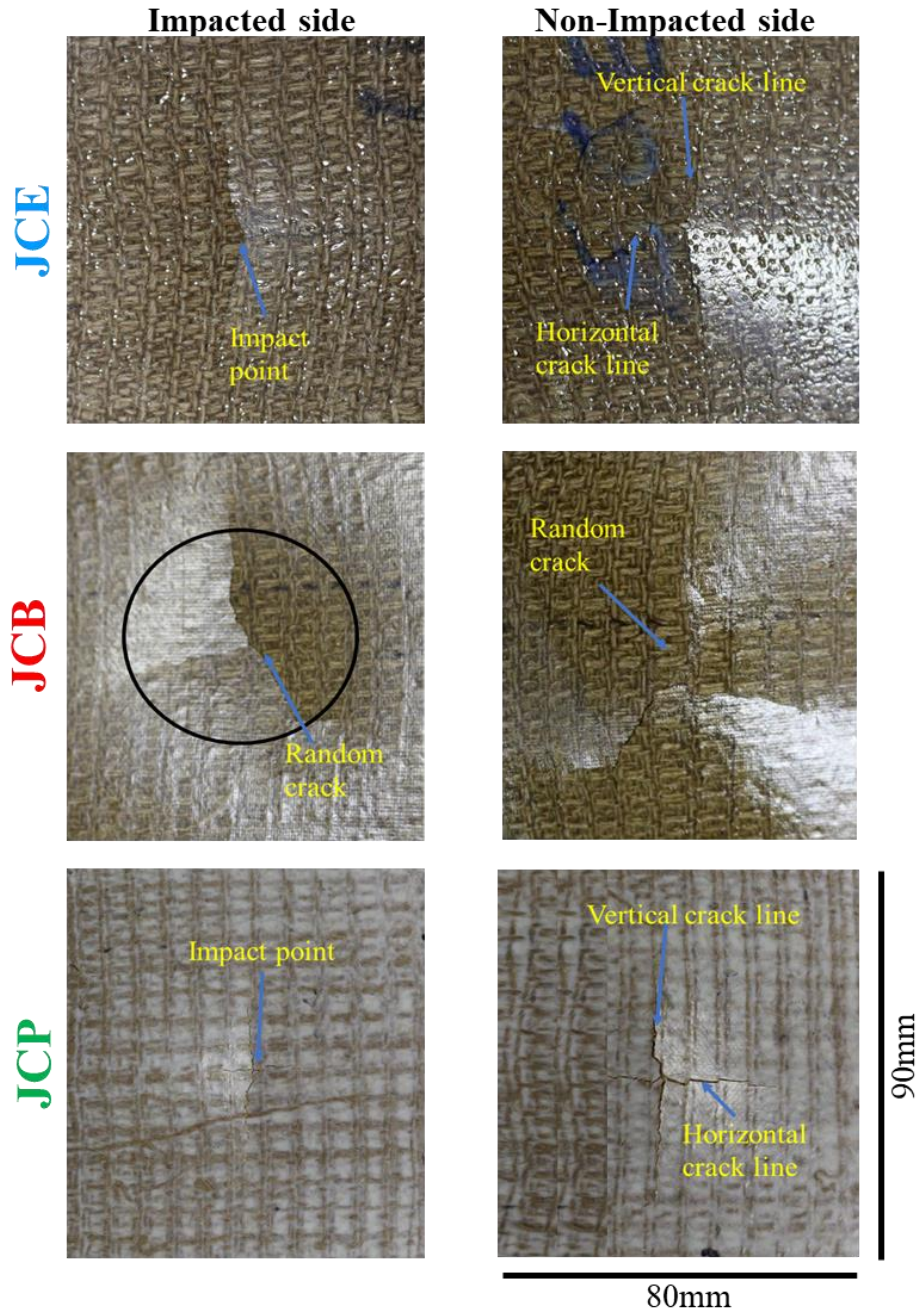 Impacted side
Non-Impacted side
JCE
Impact
point
Vertical crack line
Horizontal
crack line
JCB
Random
crack
Random
crack
JCP
Impact point
Vertical crack line
Horizontal
crack line
90mm
80mm